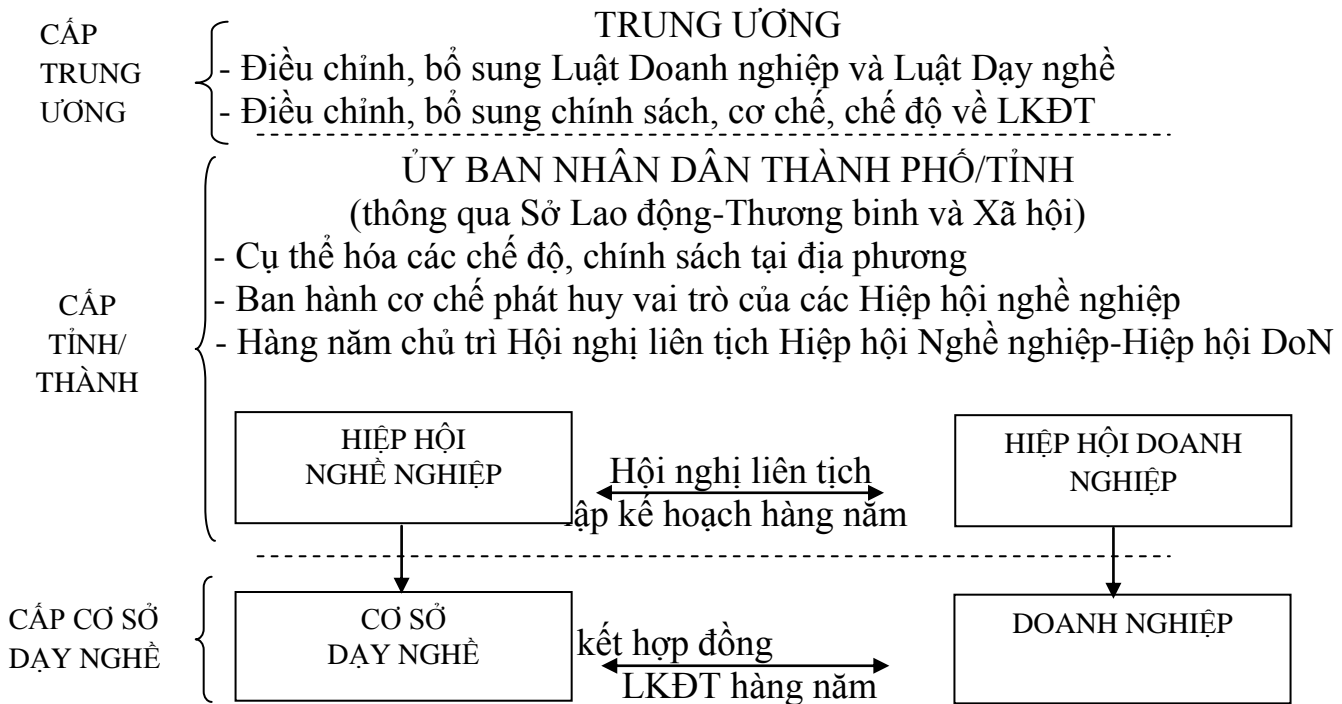 CẤP
TRUNG
ƯƠNG
TRUNG ƯƠNG
- Điều chỉnh, bổ sung Luật Doanh nghiệp và Luật Dạy nghề
- Điều chỉnh, bổ sung chính sách, cơ chế, chế độ về LKĐT
CẤP
TỈNH/
THÀNH
ỦY BAN NHÂN DÂN THÀNH PHỐ/TỈNH
(thông qua Sở Lao động-Thương binh và Xã hội)
- Cụ thể hóa các chế độ, chính sách tại địa phương
- Ban hành cơ chế phát huy vai trò của các Hiệp hội nghề nghiệp
- Hàng năm chủ trì Hội nghị liên tịch Hiệp hội Nghề nghiệp-Hiệp hội DoN
HIỆP HỘI
NGHỀ NGHIỆP
Hội nghị liên tịch
lập kế hoạch hàng năm
HIỆP HỘI DOANH
NGHIỆP
CẤP CƠ SỞ
DẠY NGHỀ
CƠ SỞ
DẠY NGHỀ
kết hợp đồng
LKĐT hàng năm
DOANH NGHIỆP